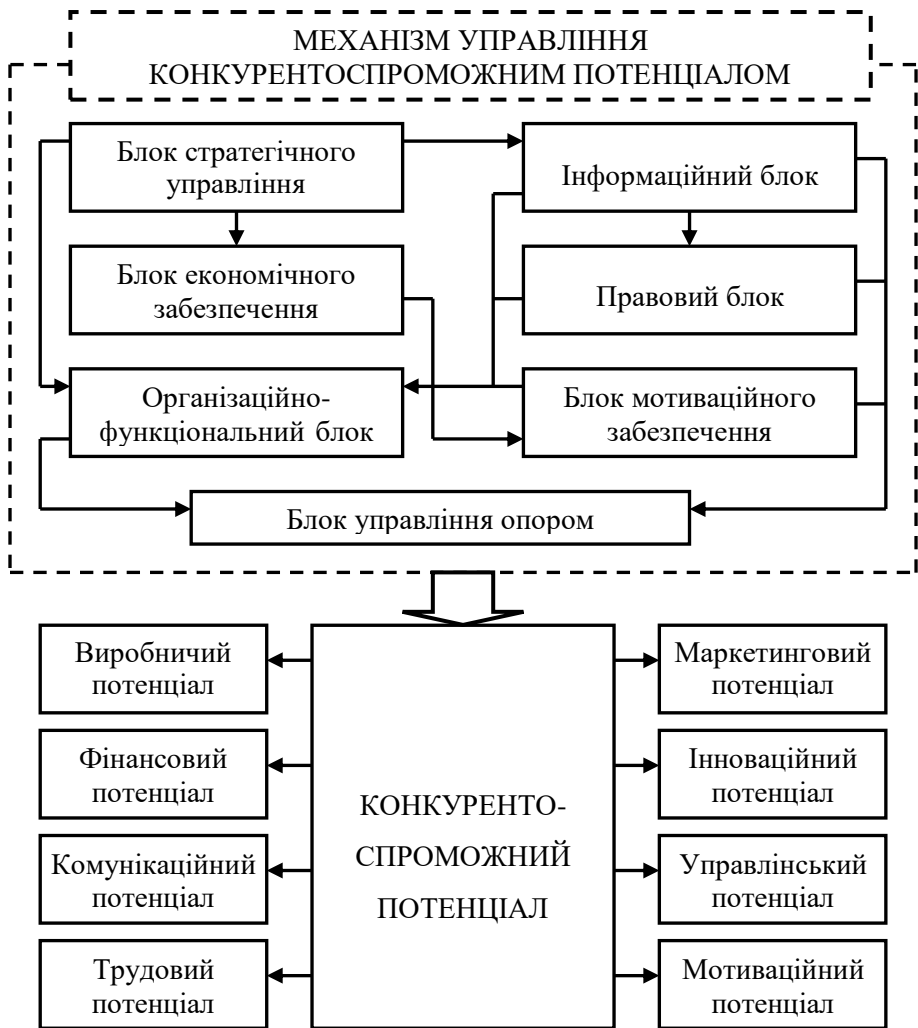 МЕХАНІЗМ УПРАВЛІННЯ
КОНКУРЕНТОСПРОМОЖНИМ ПОТЕНЦІАЛОМ
Блок стратегічного
управління
Інформаційний блок
Блок економічного
забезпечення
Правовий блок
Організаційно-
функціональний блок
Блок мотиваційного
забезпечення
Блок управління опором
Виробничий
потенціал
Маркетинговий
потенціал
Фінансовий
потенціал
Інноваційний
потенціал
КОНКУРЕНТО-
СПРОМОЖНИЙ
ПОТЕНЦІАЛ
Комунікаційний
потенціал
Управлінський
потенціал
Трудовий
потенціал
Мотиваційний
потенціал